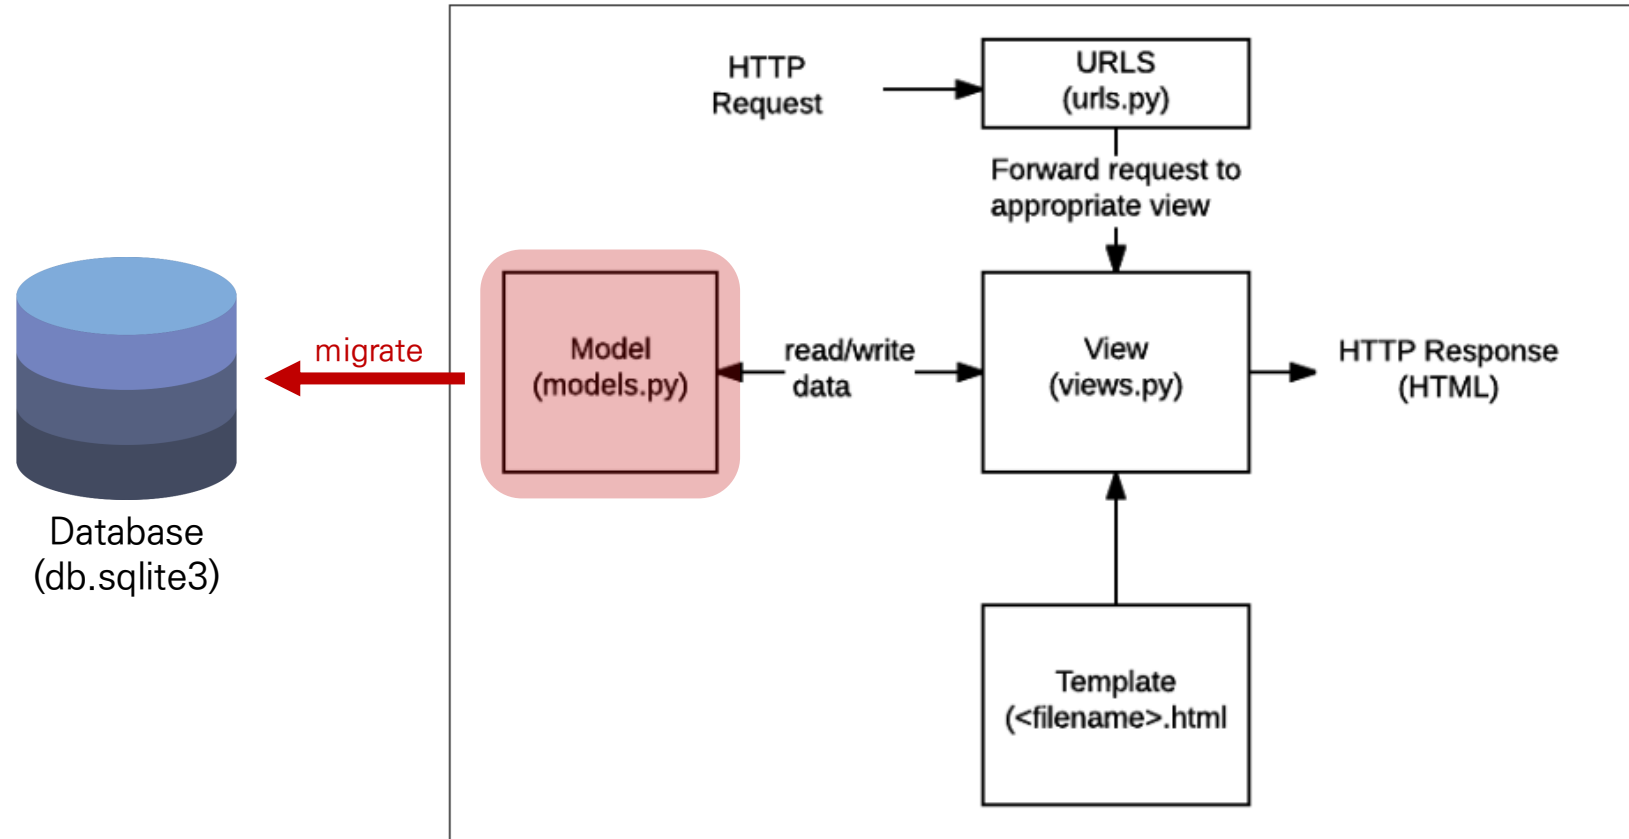 HTTP
Request
URLS
(urls.py)
Forward request to
appropriate view
migrate
Model
(models.py)
read/write
data
View
(views.py)
HTTP Response
(HTML)
Database
(db.sqlite3)
Template
(<filename>.html